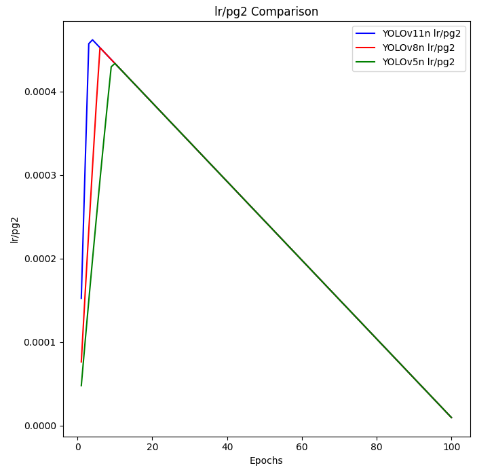 lr/pg2 Comparison
YOLOv11n lr/pg2
YOLOv8n lr/pg2
YOLOv5n lr/pg2
0.0004
0.0003
0.0002
0.0001
0.0000
lr/pg2
0 20 40 60 80 100
Epochs